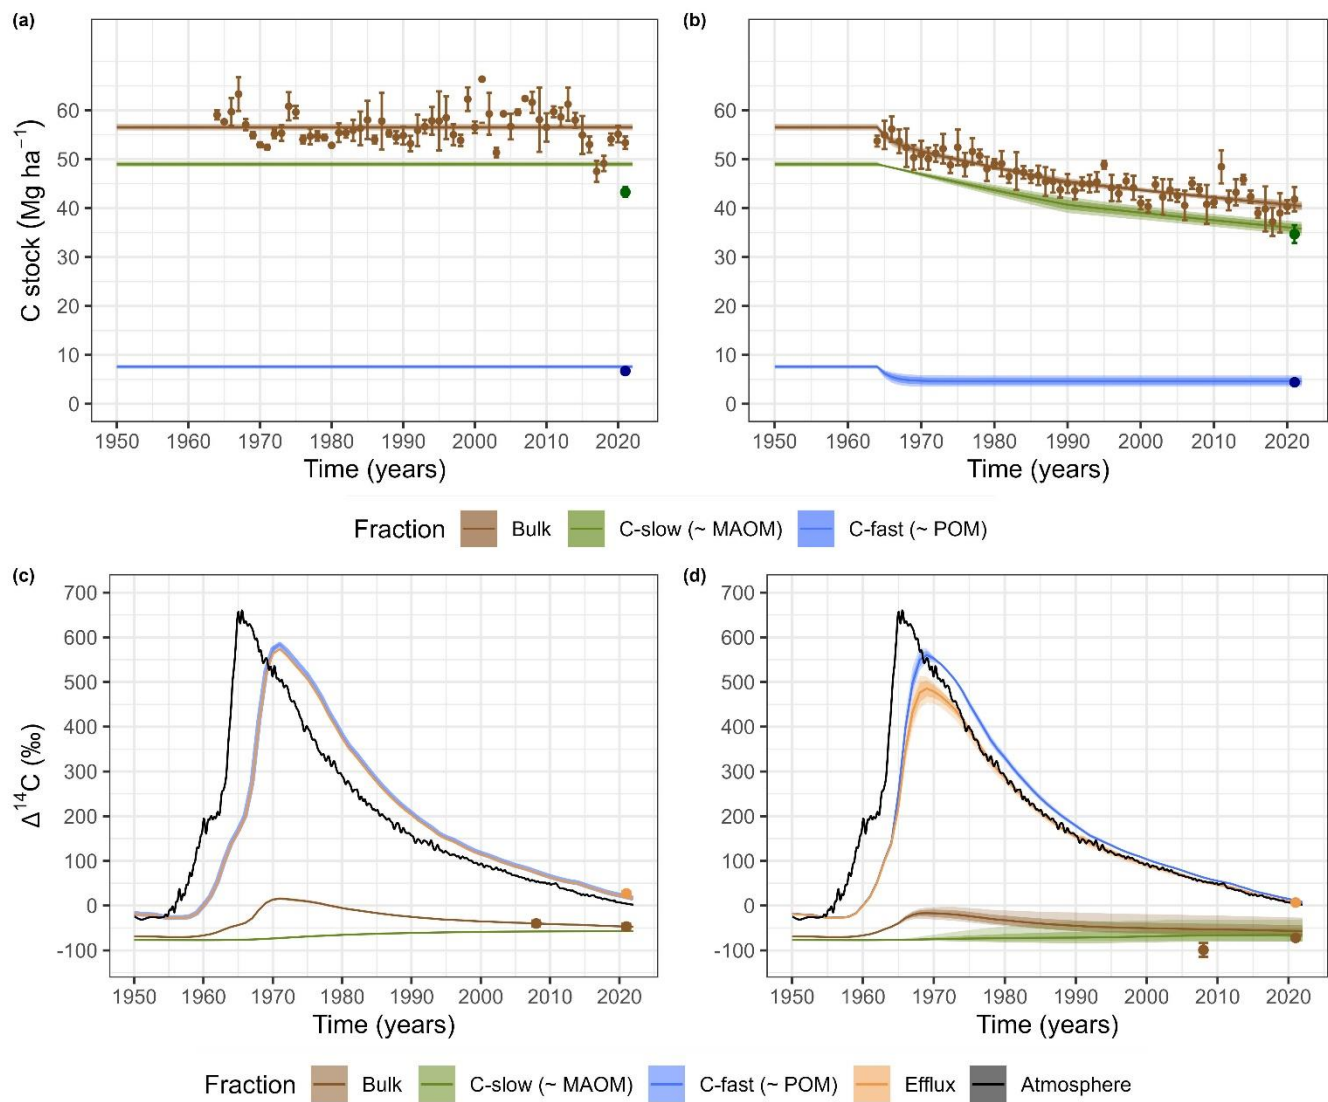 (a) (b)
C stock (Mg ha⁻¹)
60 60
50 50
40 40
30 30
20 20
10 10
0 0
1950 1960 1970 1980 1990 2000 2010 2020 1950 1960 1970 1980 1990 2000 2010 2020
Time (years) Time (years)
Fraction Bulk C-slow (~ MAOM) C-fast (~ POM)
(c) (d)
Δ¹⁴C (‰)
700 700
600 600
500 500
400 400
300 300
200 200
100 100
0 0
-100 -100
1950 1960 1970 1980 1990 2000 2010 2020 1950 1960 1970 1980 1990 2000 2010 2020
Time (years) Time (years)
Fraction Bulk C-slow (~ MAOM) C-fast (~ POM) Efflux Atmosphere